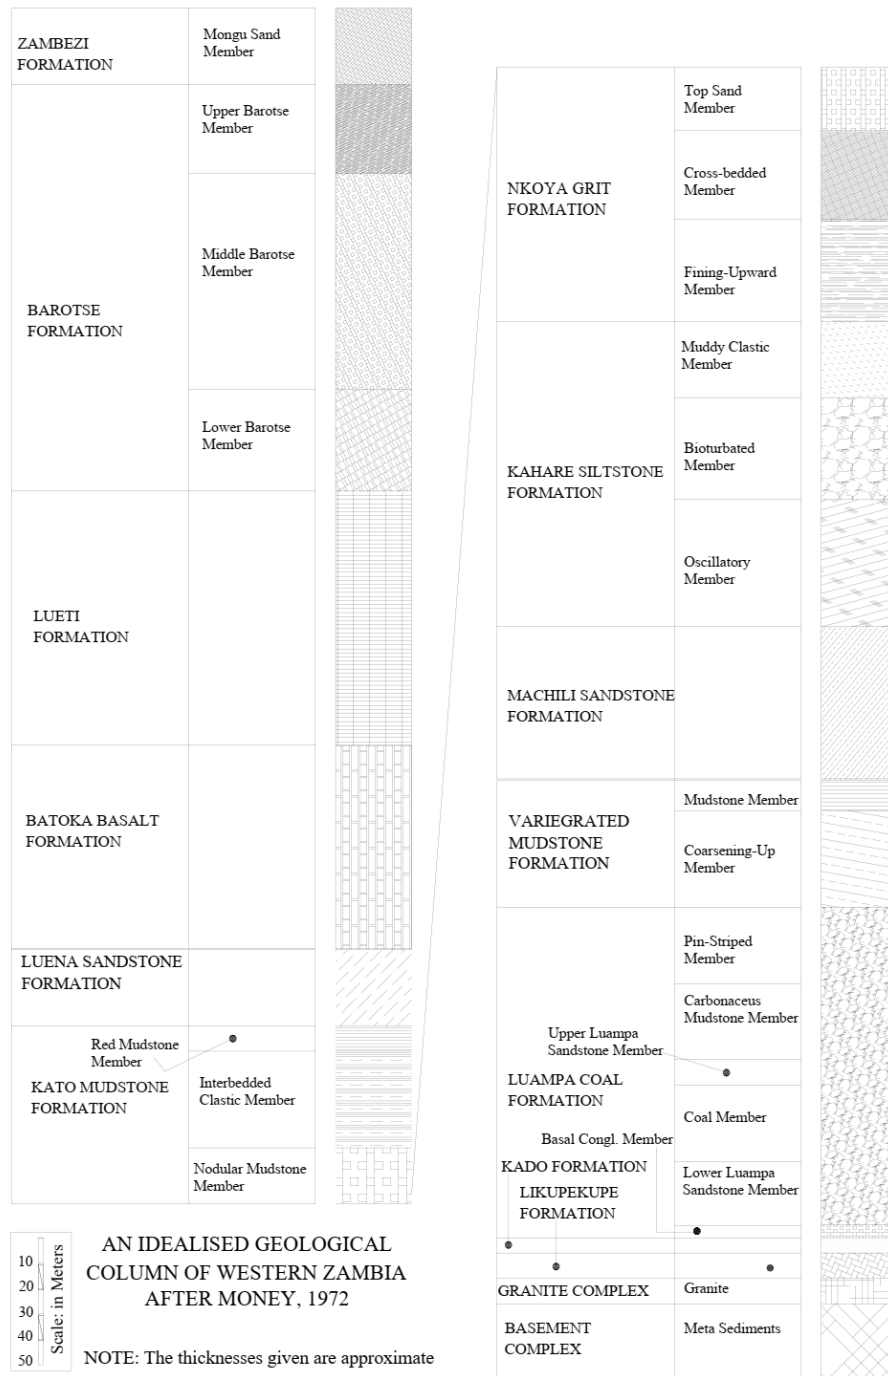 ZAMBEZI
FORMATION
Mongu Sand
Member
Upper Barotse
Member
Middle Barotse
Member
BAROTSE
FORMATION
Lower Barotse
Member
LUETI
FORMATION
BATOKA BASALT
FORMATION
LUENA SANDSTONE
FORMATION
Red Mudstone
Member
KATO MUDSTONE
FORMATION
Interbedded
Clastic Member
Nodular Mudstone
Member
NKOYA GRIT
FORMATION
Top Sand
Member
Cross-bedded
Member
Fining-Upward
Member
Muddy Clastic
Member
KAHARE SILTSTONE
FORMATION
Bioturbated
Member
Oscillatory
Member
MACHILI SANDSTONE
FORMATION
VARIEGRATED
MUDSTONE
FORMATION
Mudstone Member
Coarsening-Up
Member
Pin-Striped
Member
Carbonaceus
Mudstone Member
Upper Luampa
Sandstone Member
LUAMPA COAL
FORMATION
Coal Member
Basal Congl. Member
KADO FORMATION
Lower Luampa
Sandstone Member
LIKUPEKUPE
FORMATION
GRANITE COMPLEX
Granite
BASEMENT
COMPLEX
Meta Sediments
10
20
30
40
50
Scale: in Meters
AN IDEALISED GEOLOGICAL
COLUMN OF WESTERN ZAMBIA
AFTER MONEY, 1972
NOTE: The thicknesses given are approximate